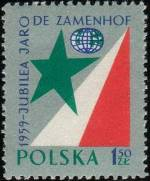 1959-JUBILEA JARO DE ZAMENHOF
POLSKA
1.50
ZŁ